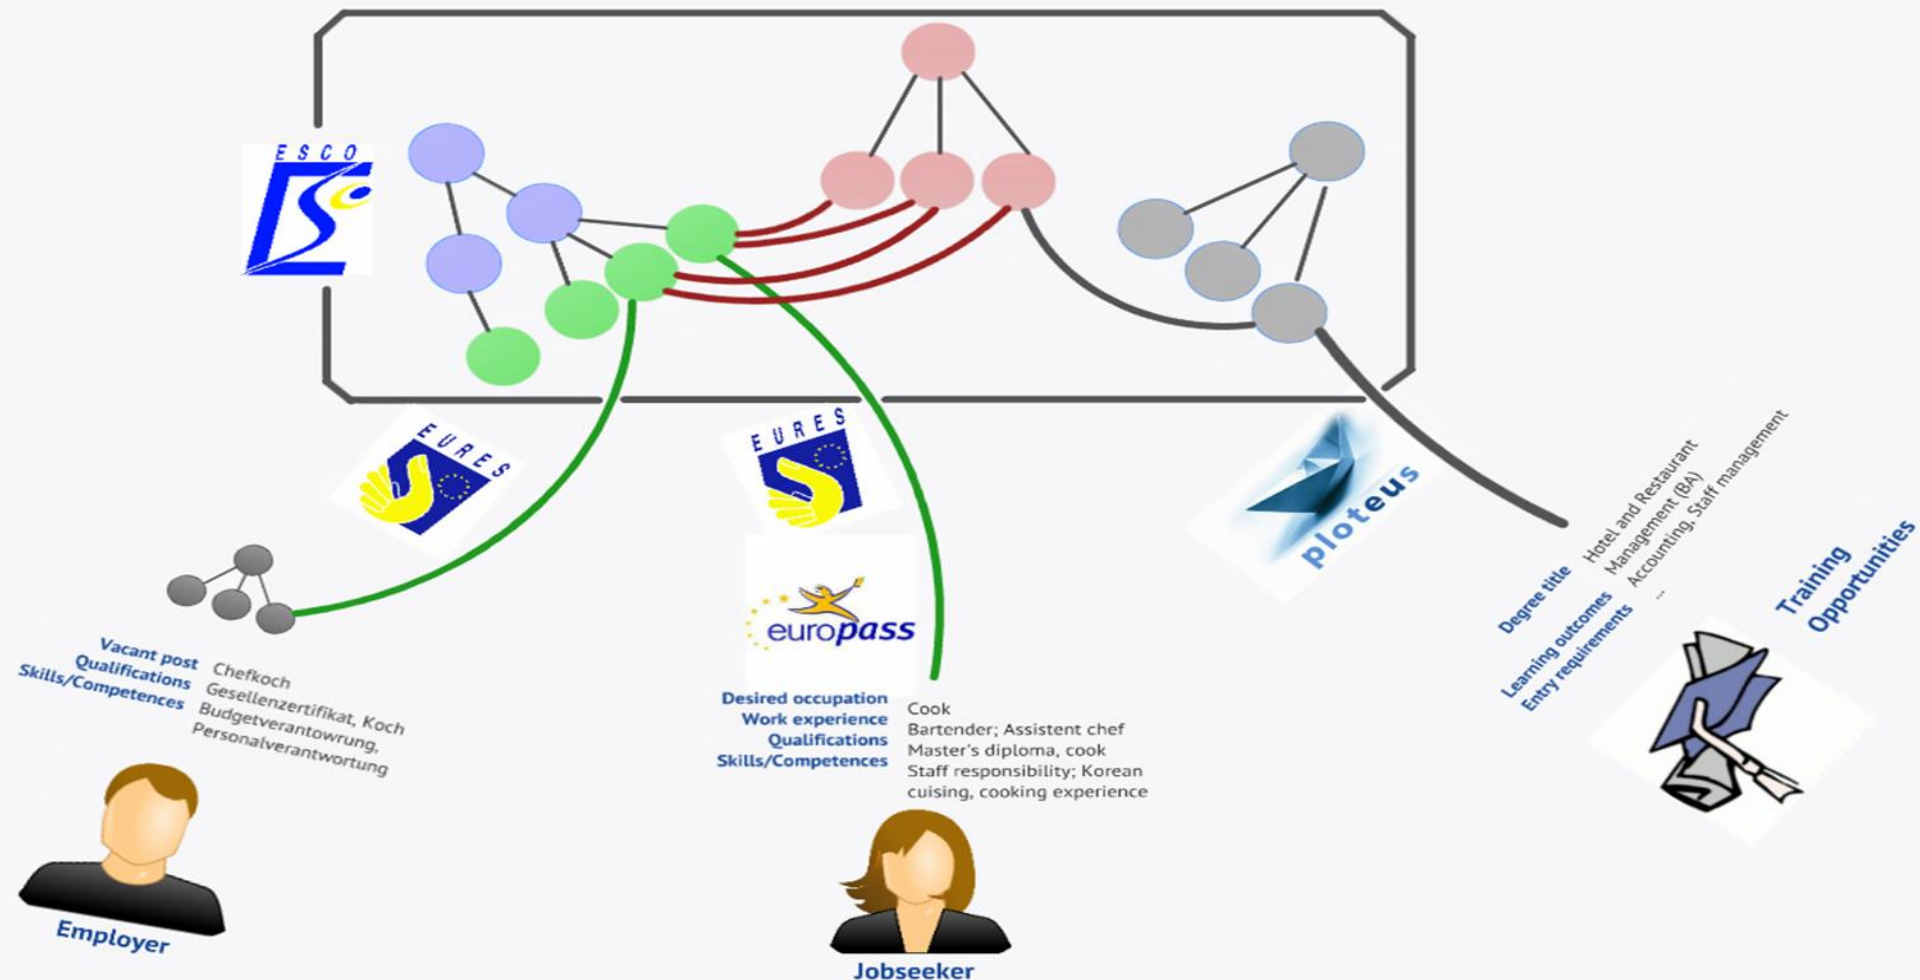 ESCO
EURES
EURES
ploteus
europass
Vacant post
Qualifications
Skills/Competences
Chefkoch
Gesellenzertifikat, Koch
Budgetverantowrung,
Personalverantwortung
Employer
Desired occupation
Work experience
Qualifications
Skills/Competences
Cook
Bartender; Assistent chef
Master's diploma, cook
Staff responsibility; Korean
cuising, cooking experience
Jobseeker
Degree title
Learning outcomes
Entry requirements
Hotel and Restaurant
Management (BA)
Accounting, Staff management
...
Training
Opportunities